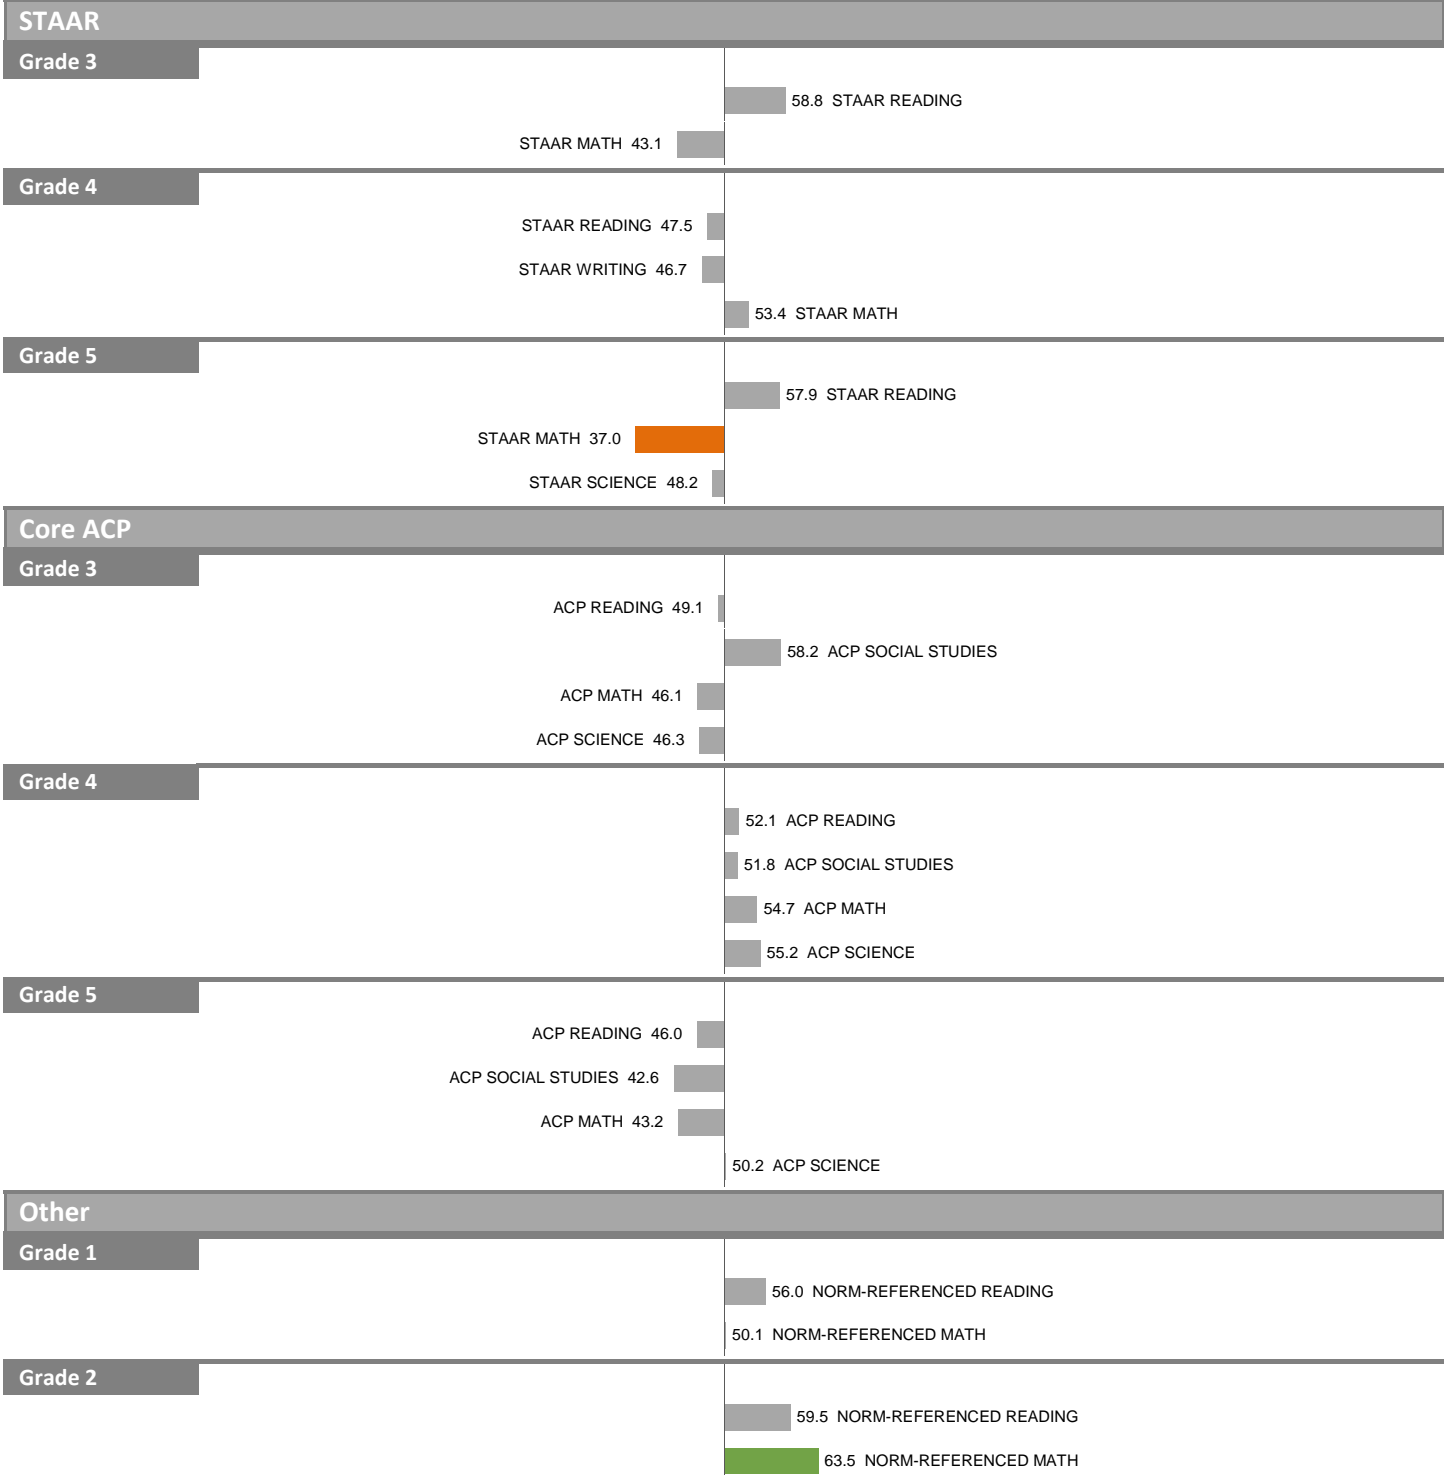 STAAR
Grade 3
58.8 STAAR READING
STAAR MATH 43.1
Grade 4
STAAR READING 47.5
STAAR WRITING 46.7
53.4 STAAR MATH
Grade 5
57.9 STAAR READING
STAAR MATH 37.0
STAAR SCIENCE 48.2
Core ACP
Grade 3
ACP READING 49.1
58.2 ACP SOCIAL STUDIES
ACP MATH 46.1
ACP SCIENCE 46.3
Grade 4
52.1 ACP READING
51.8 ACP SOCIAL STUDIES
54.7 ACP MATH
55.2 ACP SCIENCE
Grade 5
ACP READING 46.0
ACP SOCIAL STUDIES 42.6
ACP MATH 43.2
50.2 ACP SCIENCE
Other
Grade 1
56.0 NORM-REFERENCED READING
50.1 NORM-REFERENCED MATH
Grade 2
59.5 NORM-REFERENCED READING
63.5 NORM-REFERENCED MATH